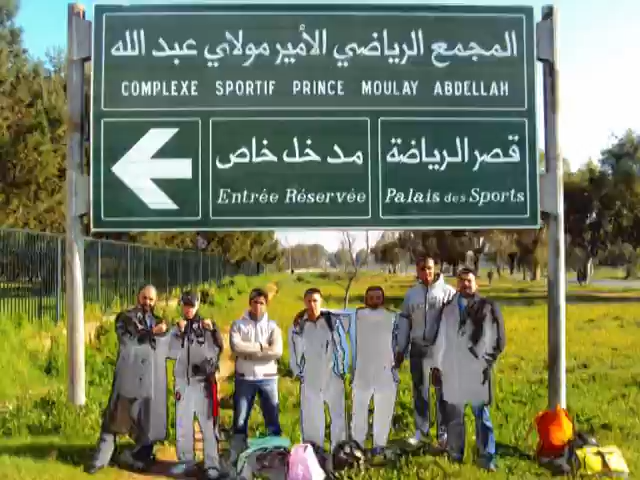 المجمع الرياضي الأمير مولاي عبد الله
COMPLEXE SPORTIF PRINCE MOULAY ABDELLAH
مدخل خاص
Entrée Réservée
قصر الرياضة
Palais des Sports